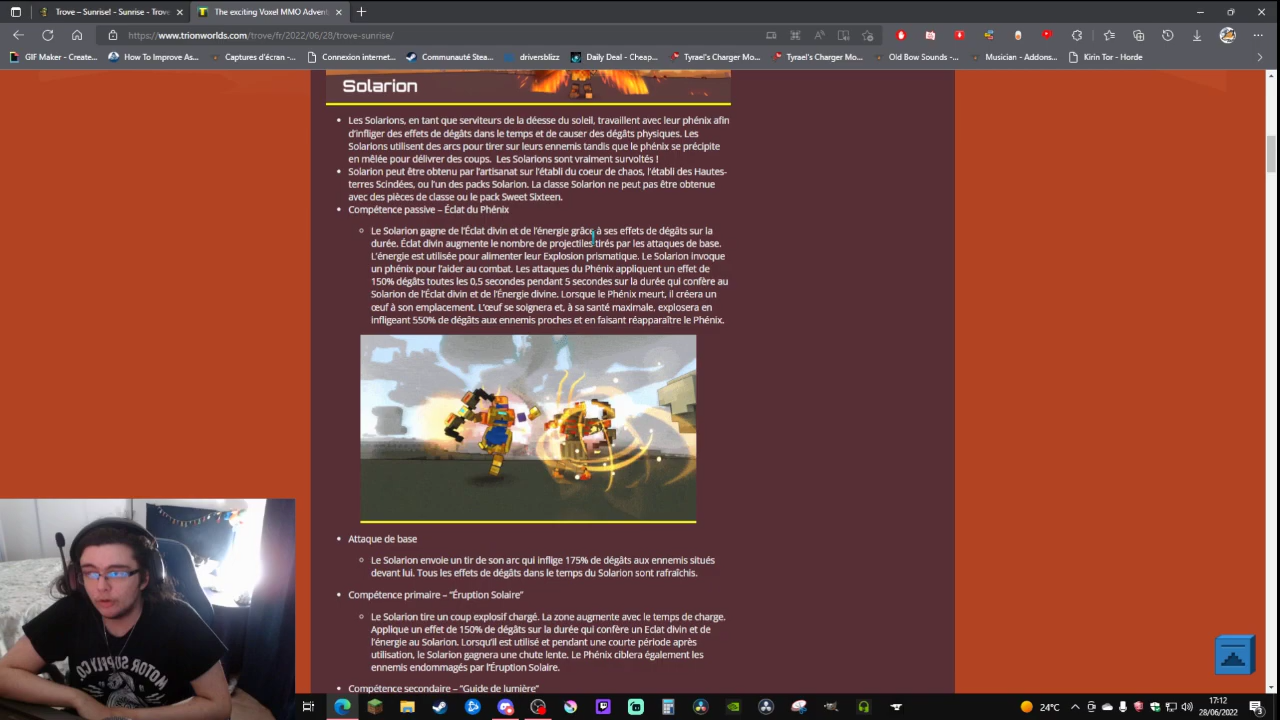 Trove – Sunrise! - Sunrise - Trove
The exciting Voxel MMO Advent
https://www.trionworlds.com/trove/fr/2022/06/28/trove-sunrise/
GIF Maker - Create...
How To Improve As...
Captures d'écran -...
Connexion internet...
Communauté Stea...
driversblizz
Daily Deal - Cheap...
Tyrael's Charger Mo...
Tyrael's Charger Mo...
Old Bow Sounds -...
Musician - Addons...
Kirin Tor - Horde
Solarion
Les Solarions, en tant que serviteurs de la déesse du soleil, travaillent avec leur phénix afin
d'infliger des effets de dégâts dans le temps et de causer des dégâts physiques. Les
Solarions utilisent des arcs pour tirer sur leurs ennemis tandis que le phénix se précipite
en mêlée pour délivrer des coups. Les Solarions sont vraiment survoltés !
Solarion peut être obtenu par l'artisanat sur l'établi du coeur de chaos, l'établi des Hautes-
terres Scindées, ou l'un des packs Solarion. La classe Solarion ne peut pas être obtenue
avec des pièces de classe ou le pack Sweet Sixteen.
Compétence passive – Éclat du Phénix
Le Solarion gagne de l'Éclat divin et de l'énergie grâce à ses effets de dégâts sur la
durée. Éclat divin augmente le nombre de projectiles tirés par les attaques de base.
L'énergie est utilisée pour alimenter leur Explosion prismatique. Le Solarion invoque
un phénix pour l'aider au combat. Les attaques du Phénix appliquent un effet de
150% dégâts toutes les 0,5 secondes pendant 5 secondes sur la durée qui confère au
Solarion de l'Éclat divin et de l'Énergie divine. Lorsque le Phénix meurt, il créera un
œuf à son emplacement. L'œuf se soignera et, à sa santé maximale, explosera en
infligeant 550% de dégâts aux ennemis proches et en faisant réapparaître le Phénix.
Attaque de base
Le Solarion envoie un tir de son arc qui inflige 175% de dégâts aux ennemis situés
devant lui. Tous les effets de dégâts dans le temps du Solarion sont rafraîchis.
Compétence primaire – "Éruption Solaire"
Le Solarion tire un coup explosif chargé. La zone augmente avec le temps de charge.
Applique un effet de 150% de dégâts sur la durée qui confère un Eclat divin et de
l'énergie au Solarion. Lorsqu'il est utilisé et pendant une courte période après
utilisation, le Solarion gagnera une chute lente. Le Phénix ciblera également les
ennemis endommagés par l'Éruption Solaire.
Compétence secondaire – "Guide de lumière"
MOTOR SUPPLY CO.
24°C
17:12
28/06/2022